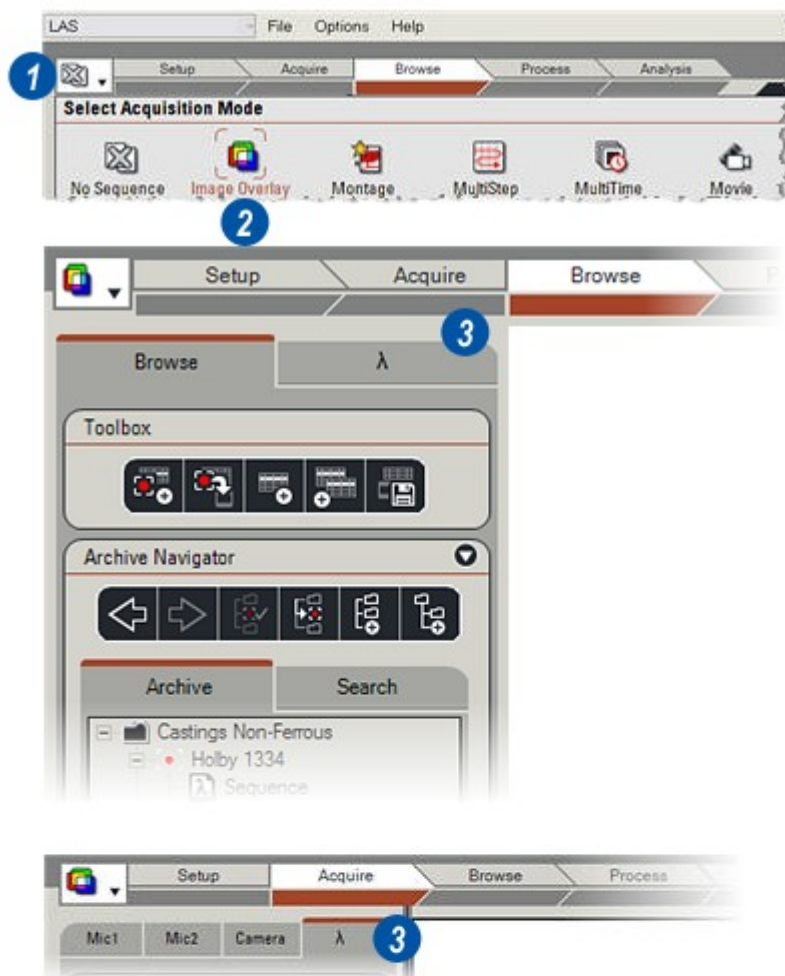 LAS File Options Help
1 Setup Acquire Browse Process Analysis
Select Acquisition Mode
No Sequence Image Overlay Montage MultiStep MultiTime Movie
2
Setup Acquire Browse
3
Browse λ
Toolbox
Archive Navigator
Archive Search
Castings Non-Ferrous
Holby 1334
λ Sequence
Setup Acquire Browse Process
Mic1 Mic2 Camera λ 3